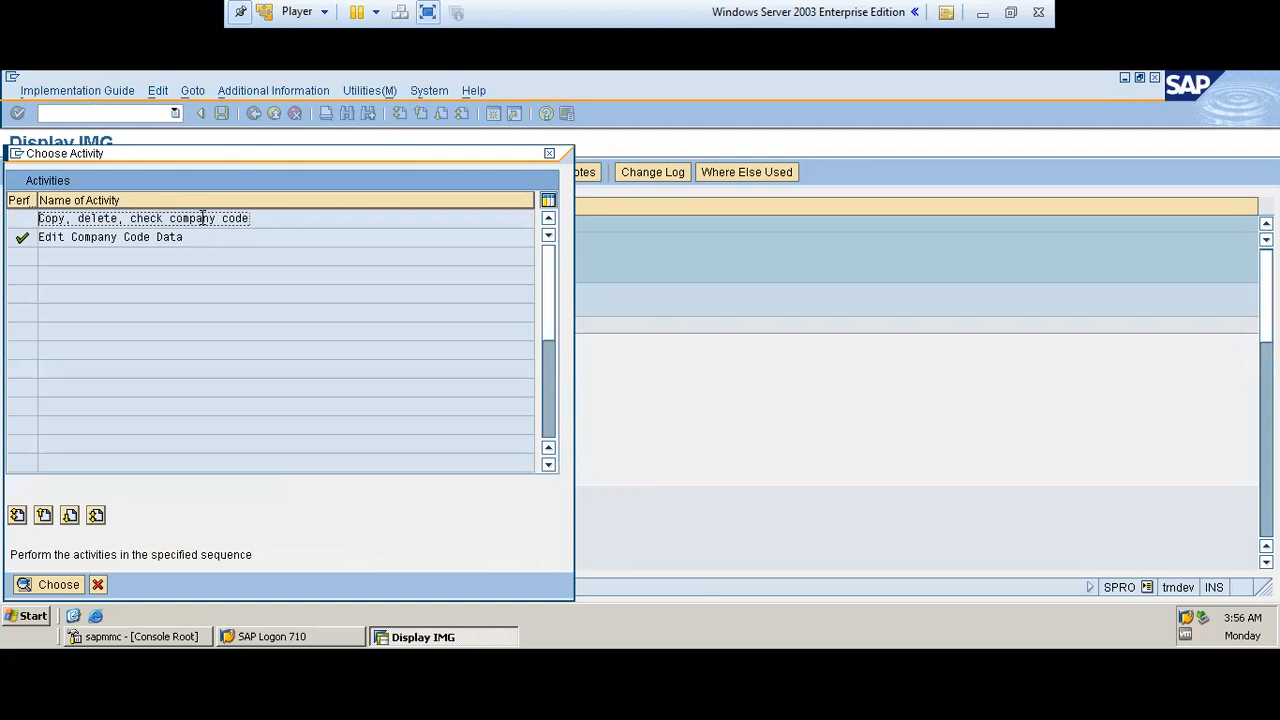 Player
Windows Server 2003 Enterprise Edition
Implementation Guide Edit Goto Additional Information Utilities(M) System Help
SAP
Display IMG
Choose Activity
otes Change Log Where Else Used
Activities
Perf.. Name of Activity
Copy, delete, check company code
Edit Company Code Data
Perform the activities in the specified sequence
Choose
SPRO trndev INS
Start
3:56 AM
sapmmc - [Console Root] SAP Logon 710 Display IMG
Monday